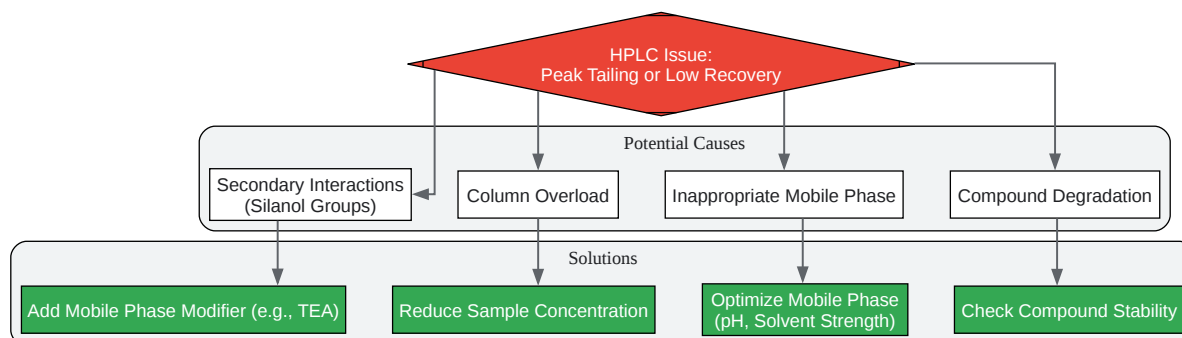 HPLC Issue:
Peak Tailing or Low Recovery
Potential Causes
Secondary Interactions
(Silanol Groups)
Column Overload
Inappropriate Mobile Phase
Compound Degradation
Solutions
Add Mobile Phase Modifier (e.g., TEA)
Reduce Sample Concentration
Optimize Mobile Phase
(pH, Solvent Strength)
Check Compound Stability